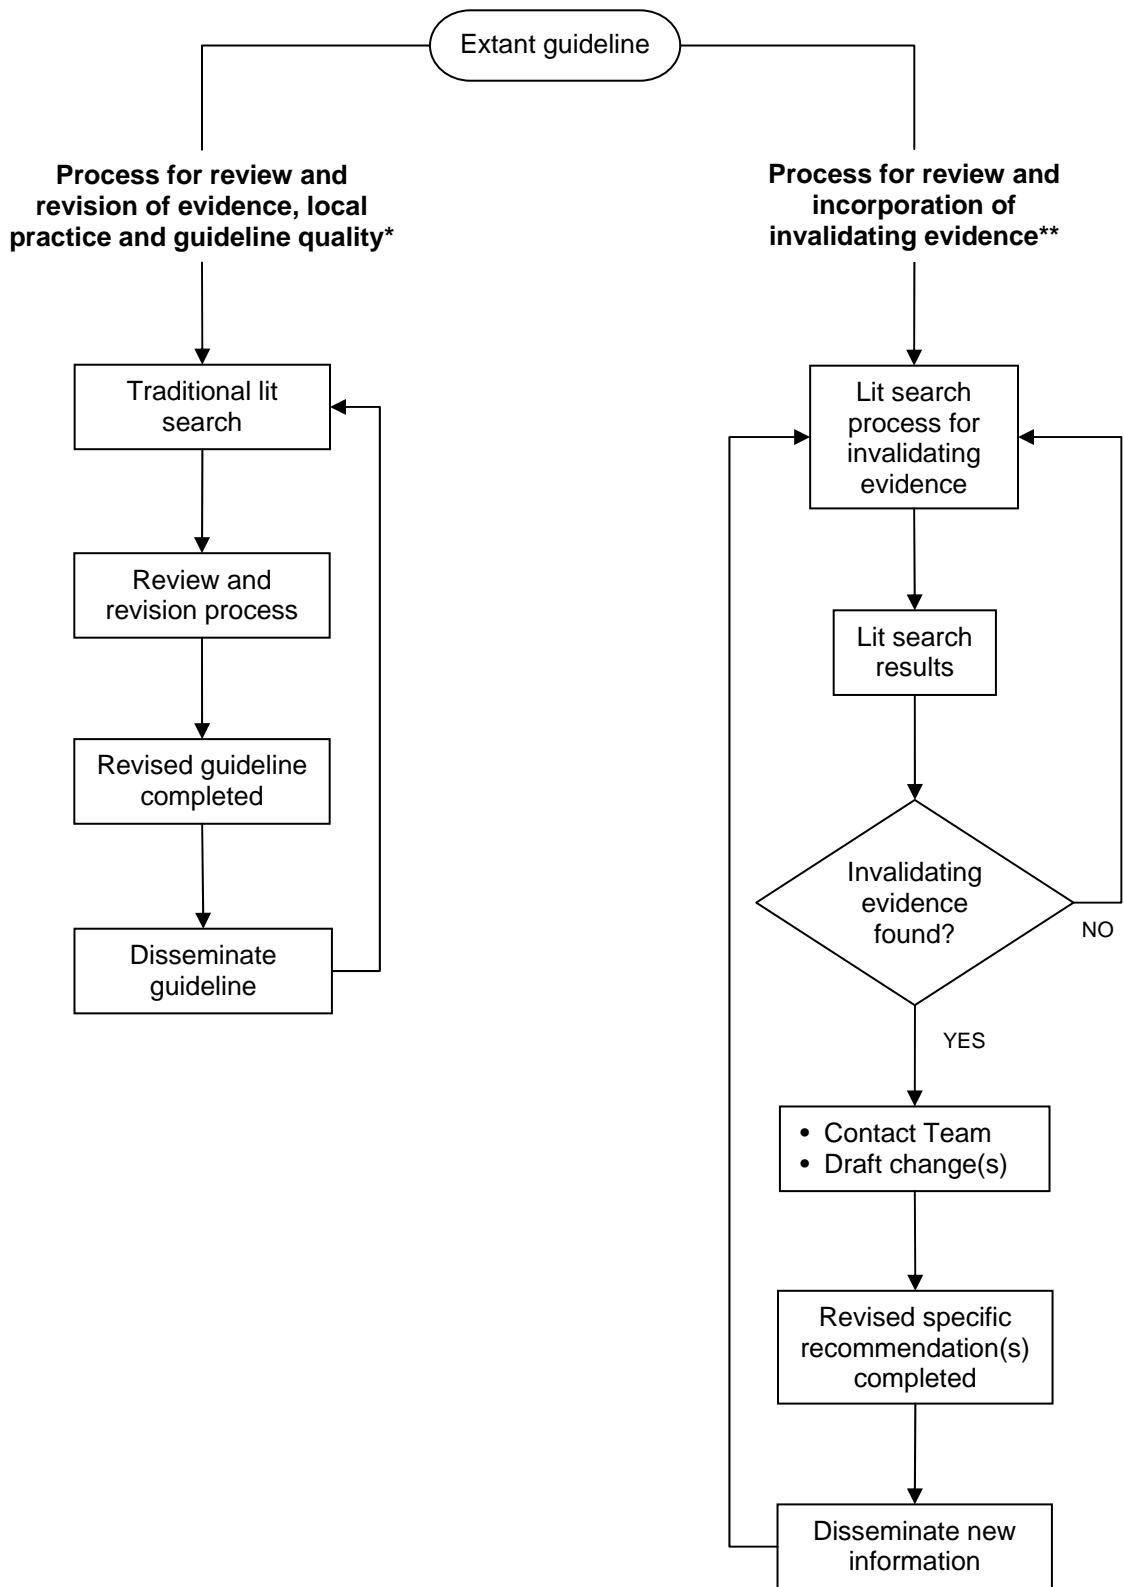 Extant guideline
Process for review and
revision of evidence, local
practice and guideline quality*
Traditional lit
search
Review and
revision process
Revised guideline
completed
Disseminate
guideline
Process for review and
incorporation of
invalidating evidence**
Lit search
process for
invalidating
evidence
Lit search
results
Invalidating
evidence
found?
NO
YES
• Contact Team
• Draft change(s)
Revised specific
recommendation(s)
completed
Disseminate new
information